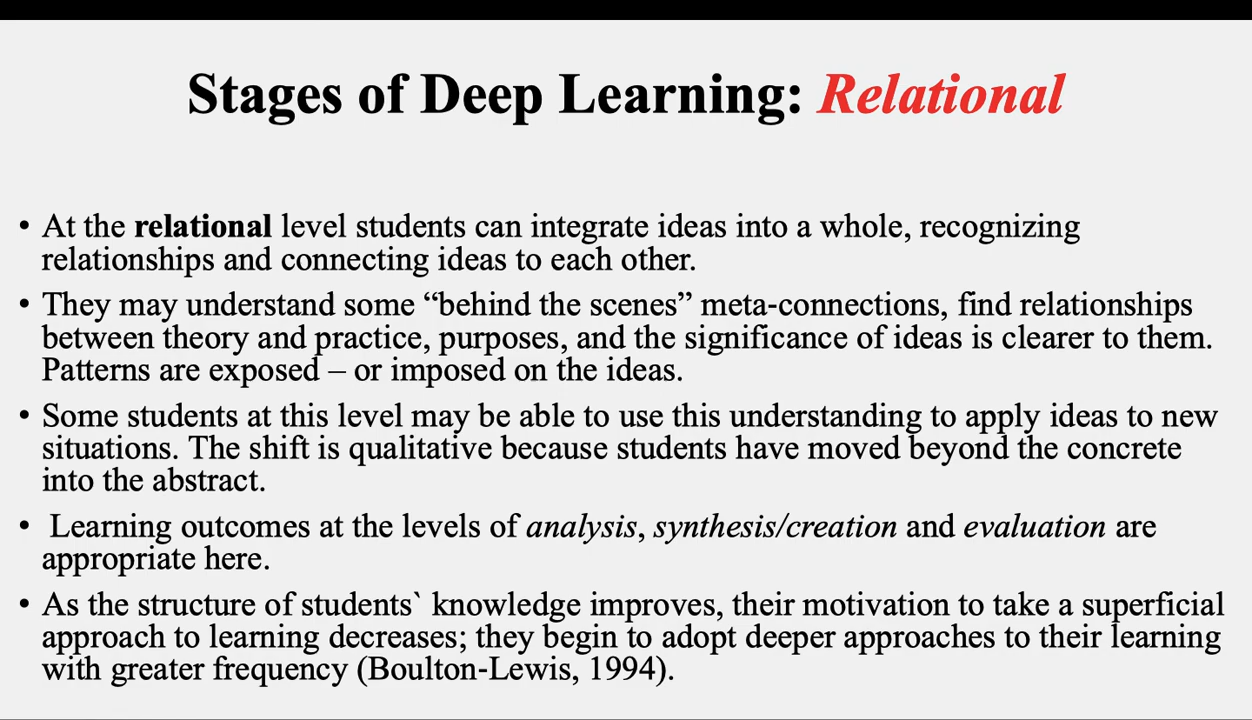 Stages of Deep Learning: Relational
• At the relational level students can integrate ideas into a whole, recognizing
relationships and connecting ideas to each other.
• They may understand some “behind the scenes” meta-connections, find relationships
between theory and practice, purposes, and the significance of ideas is clearer to them.
Patterns are exposed – or imposed on the ideas.
• Some students at this level may be able to use this understanding to apply ideas to new
situations. The shift is qualitative because students have moved beyond the concrete
into the abstract.
• Learning outcomes at the levels of analysis, synthesis/creation and evaluation are
appropriate here.
• As the structure of students` knowledge improves, their motivation to take a superficial
approach to learning decreases; they begin to adopt deeper approaches to their learning
with greater frequency (Boulton-Lewis, 1994).